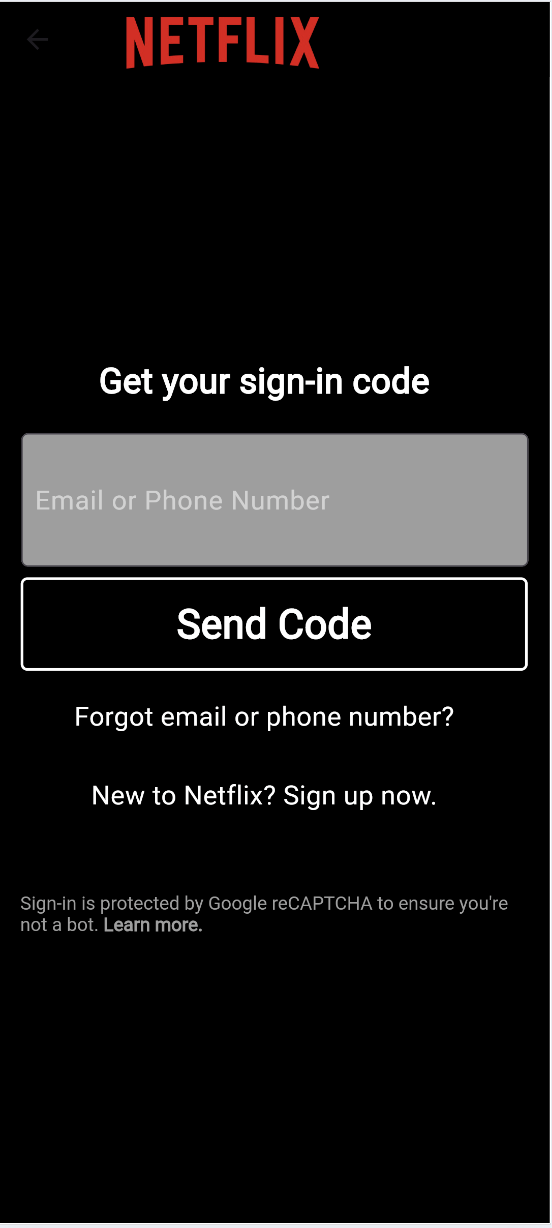 NETFLIX
Get your sign-in code
Email or Phone Number
Send Code
Forgot email or phone number?
New to Netflix? Sign up now.
Sign-in is protected by Google reCAPTCHA to ensure you're
not a bot. Learn more.